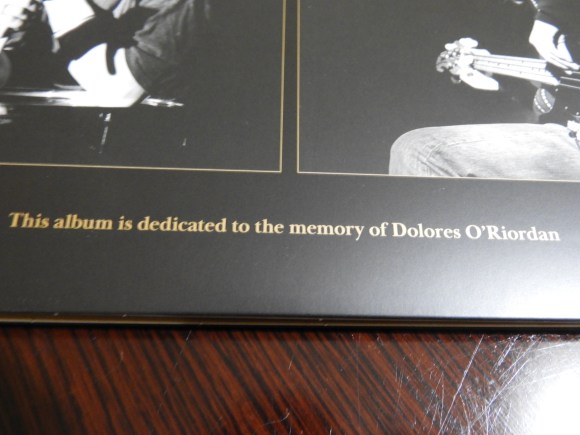 This album is dedicated to the memory of Dolores O'Riordan